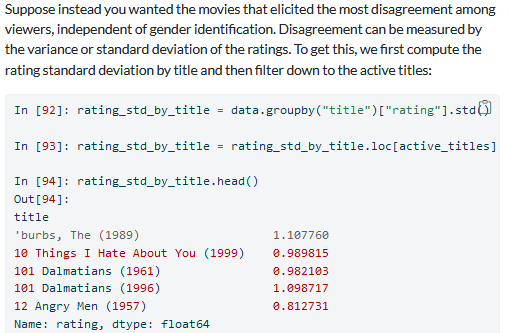 Suppose instead you wanted the movies that elicited the most disagreement among
viewers, independent of gender identification. Disagreement can be measured by
the variance or standard deviation of the ratings. To get this, we first compute the
rating standard deviation by title and then filter down to the active titles:
In [92]: rating_std_by_title = data.groupby("title")["rating"].std()
In [93]: rating_std_by_title = rating_std_by_title.loc[active_titles]
In [94]: rating_std_by_title.head()
Out[94]:
title
'burbs, The (1989) 1.107760
10 Things I Hate About You (1999) 0.989815
101 Dalmatians (1961) 0.982103
101 Dalmatians (1996) 1.098717
12 Angry Men (1957) 0.812731
Name: rating, dtype: float64